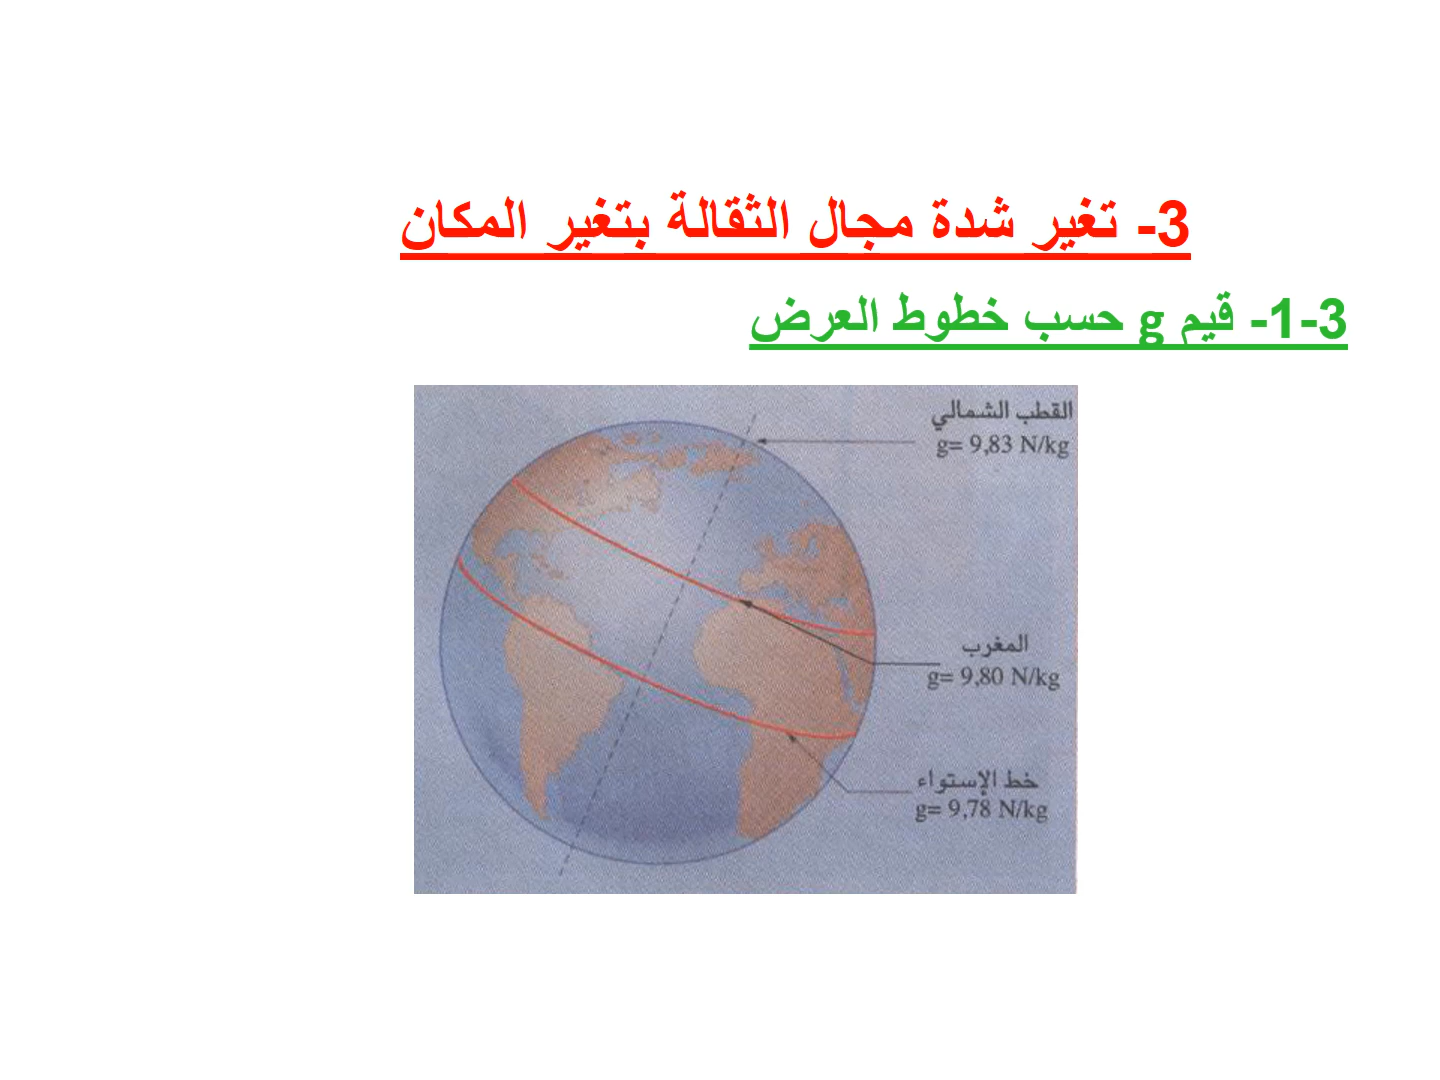 3- تغير شدة مجال الثقالة بتغير المكان
3-1- قيم g حسب خطوط العرض
القطب الشمالي
g= 9,83 N/kg
المغرب
g= 9,80 N/kg
خط الإستواء
g= 9,78 N/kg